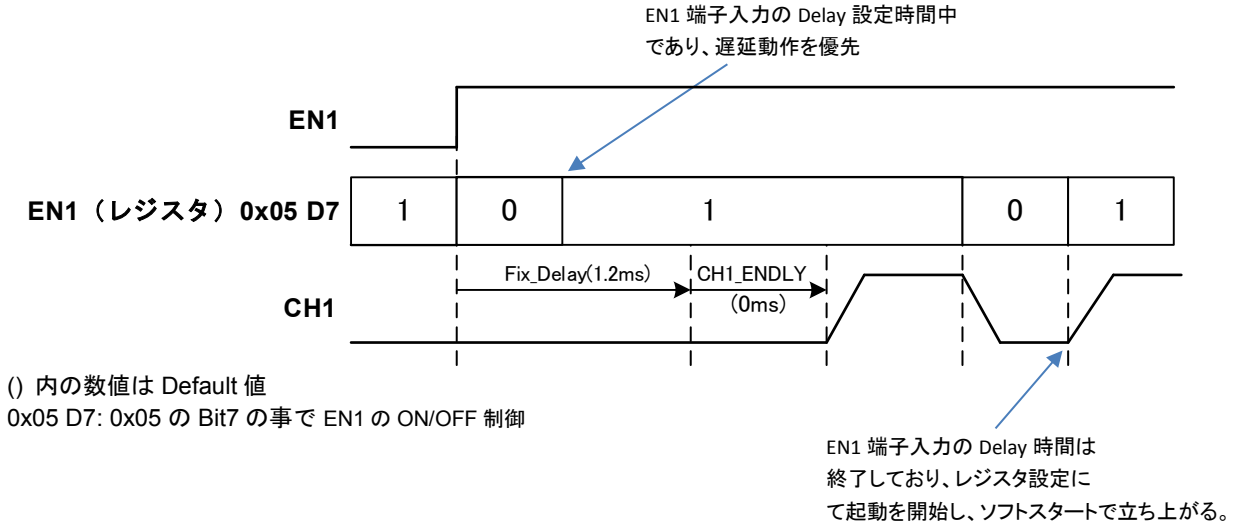 EN1 端子入力の Delay 設定時間中
であり、遅延動作を優先
EN1
EN1（レジスタ）0x05 D7
1
0
1
0
1
Fix_Delay(1.2ms)
CH1_ENDLY
(0ms)
CH1
() 内の数値は Default 値
0x05 D7: 0x05 の Bit7 の事で EN1 の ON/OFF 制御
EN1 端子入力の Delay 時間は
終了しており、レジスタ設定に
て起動を開始し、ソフトスタートで立ち上がる。